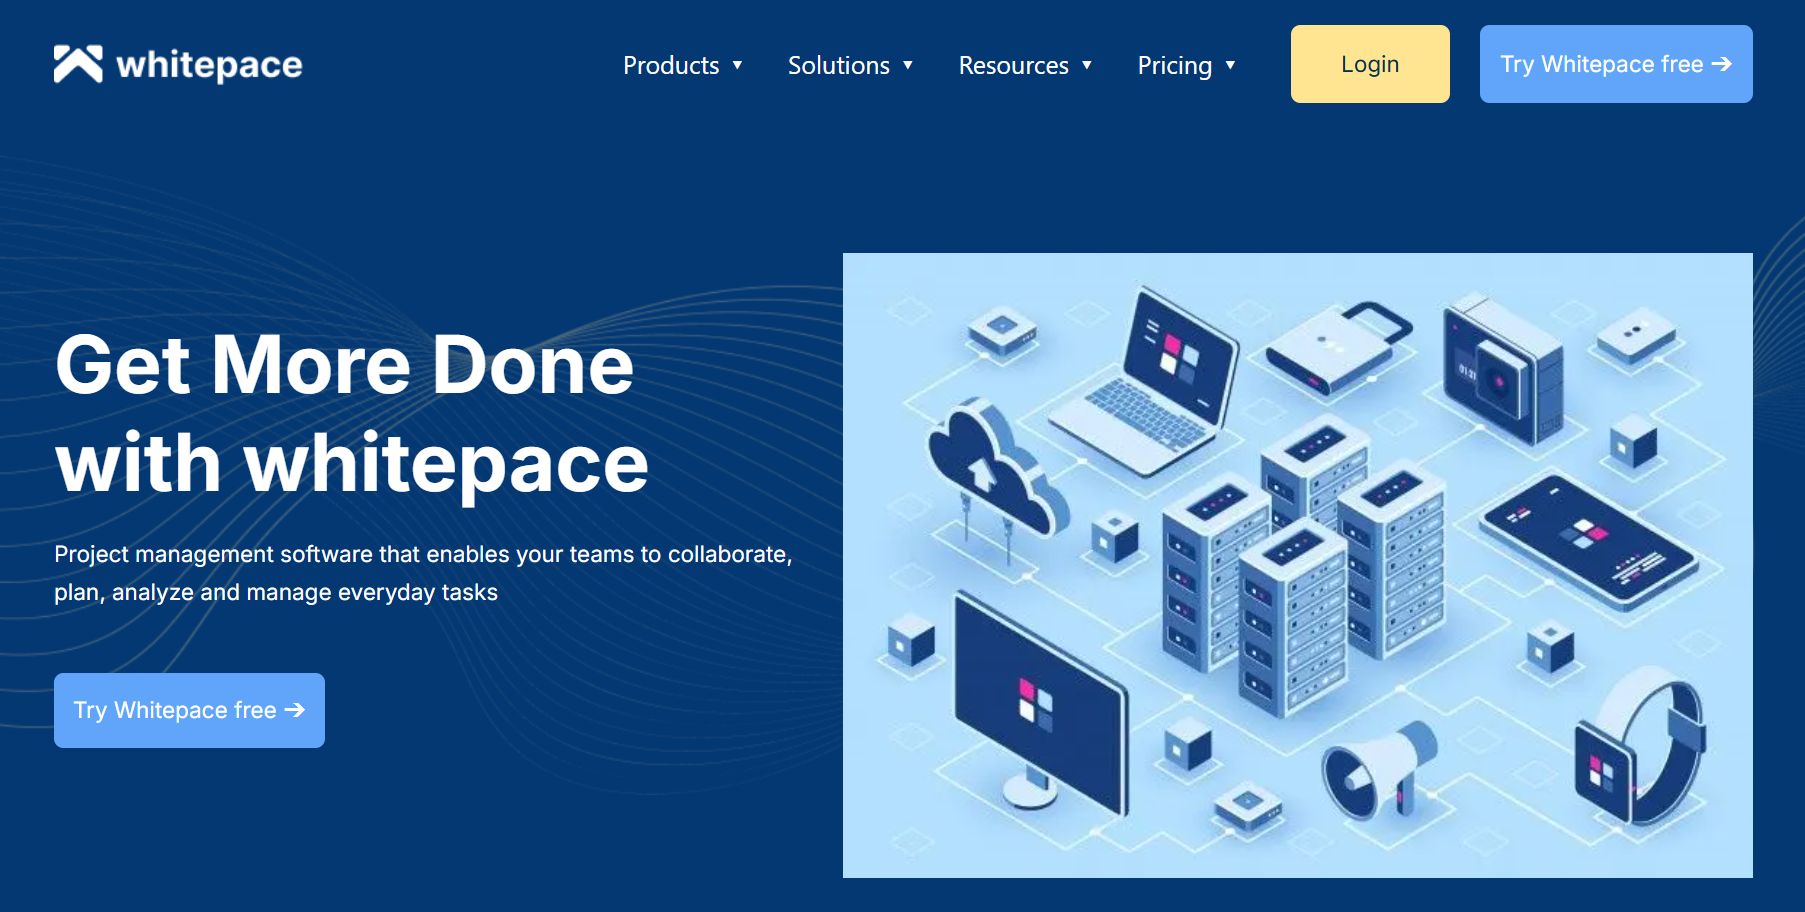 whitepace
Products ▼
Solutions ▼
Resources ▼
Pricing ▼
Login
Try Whitepace free ➔
Get More Done
with whitepace
Project management software that enables your teams to collaborate,
plan, analyze and manage everyday tasks
Try Whitepace free ➔